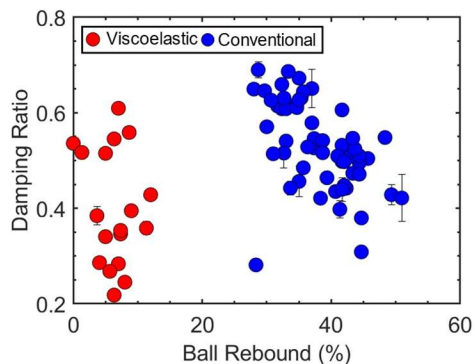 0.8
Viscoelastic Conventional
0.6
0.4
0.2
0 20 40 60
Damping Ratio
Ball Rebound (%)